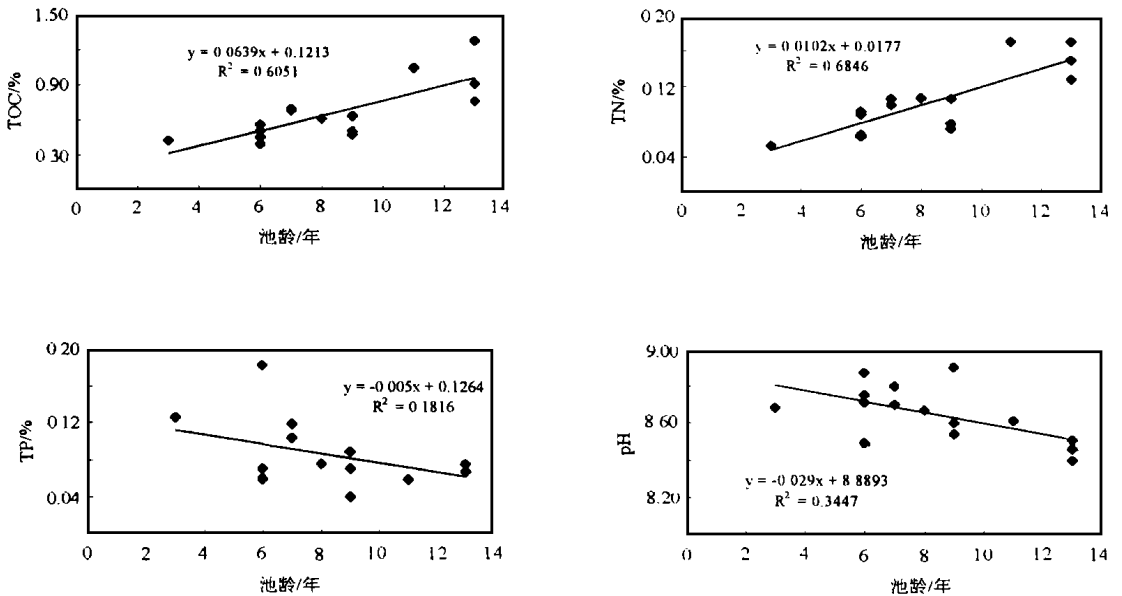 1.50
0.90
0 30
TOC/%
y = 0 0639x + 0.1213
R² = 0.6051
0 2 4 6 8 10 12 14
池龄/年
0 20
0.12
0.04
TN/%
y = 0 0102x + 0.0177
R² = 0.6846
0 2 4 6 8 10 12 14
池龄/年
0 20
0.12
0.04
TP/%
y = -0 005x + 0.1264
R² = 0 1816
0 2 4 6 8 10 12 14
池龄/年
9.00
8 60
8.20
pH
y = -0 029x + 8 8893
R² = 0.3447
0 2 4 6 8 10 12 14
池龄/年